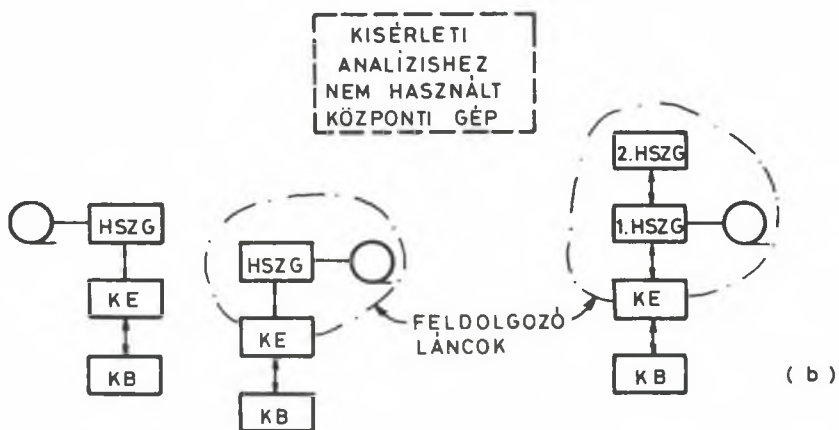 KISÉRLETI
ANALÍZISHEZ
NEM HASZNÁLT
KÖZPONTI GÉP
HSZG
KE
KB
HSZG
KE
KB
FELDOLGOZÓ
LÁNCOK
2.HSZG
1.HSZG
KE
KB
(b)